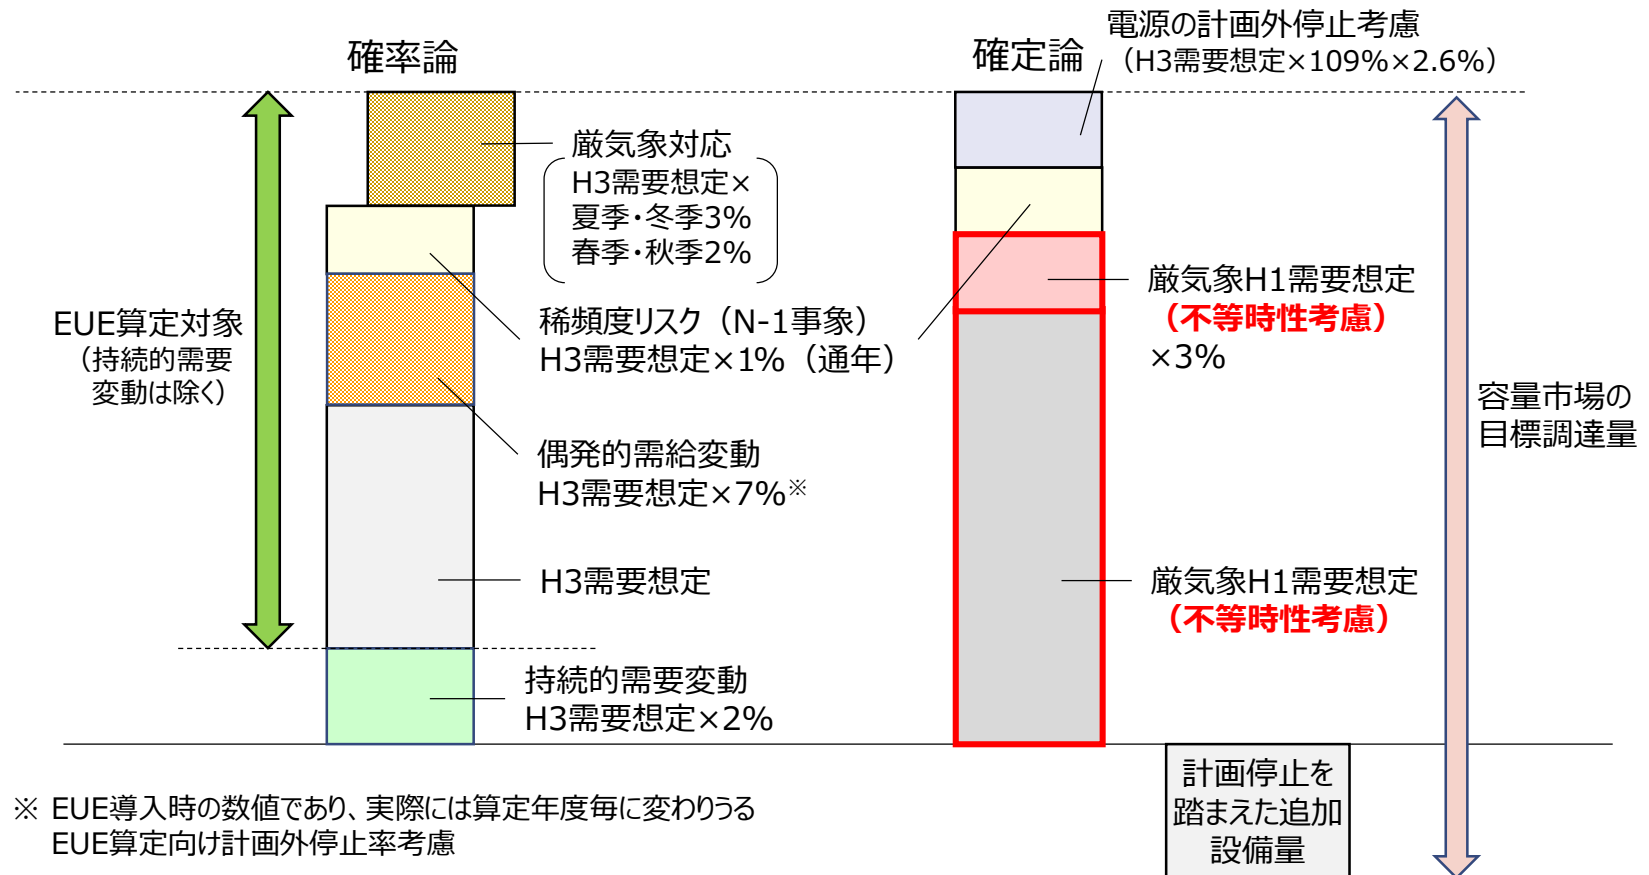 確率論
確定論
電源の計画外停止考慮
（H3需要想定×109%×2.6%）
厳気象対応
H3需要想定×
夏季・冬季3%
春季・秋季2%
稀頻度リスク（N-1事象）
H3需要想定×1%（通年）
EUE算定対象
（持続的需要
変動は除く）
偶発的需給変動
H3需要想定×7%※
H3需要想定
持続的需要変動
H3需要想定×2%
厳気象H1需要想定
（不等時性考慮）
×3%
厳気象H1需要想定
（不等時性考慮）
容量市場の
目標調達量
計画停止を
踏まえた追加
設備量
※ EUE導入時の数値であり、実際には算定年度毎に変わりうる
EUE算定向け計画外停止率考慮